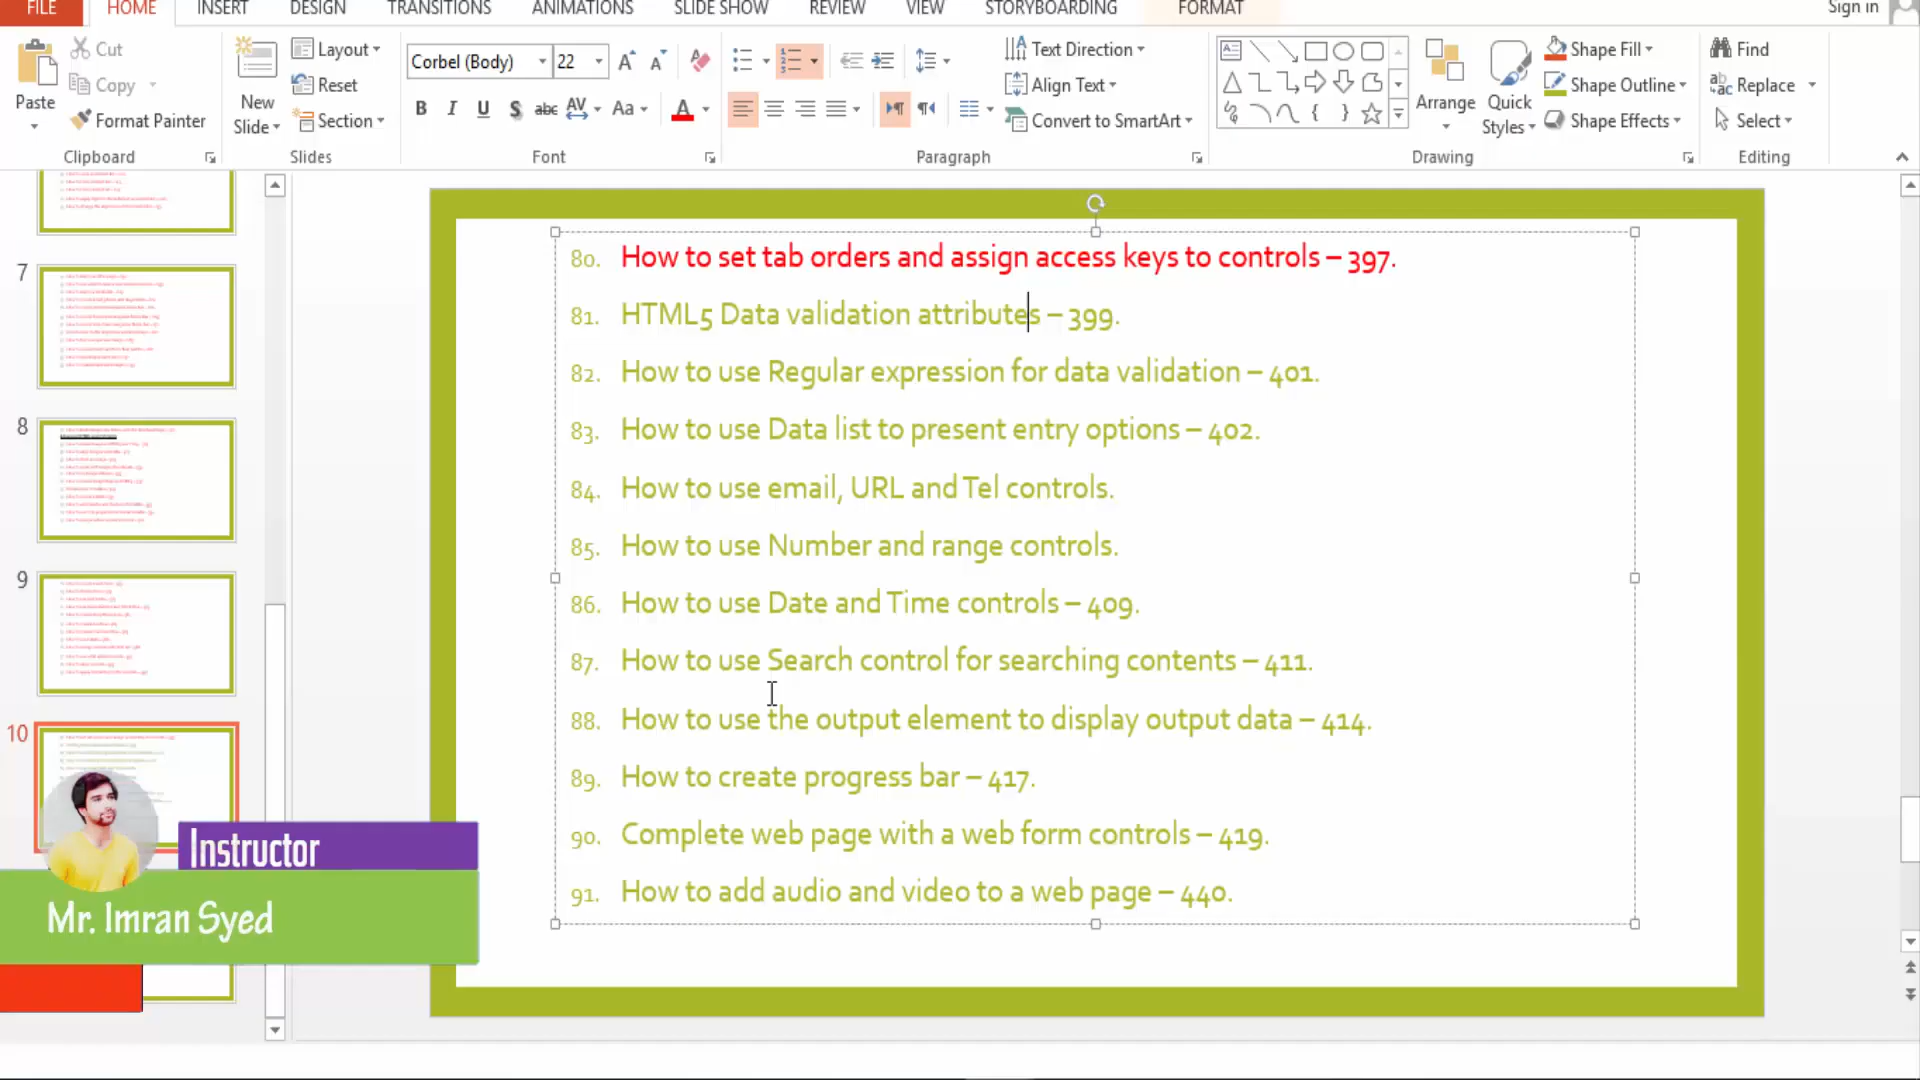 FILE HOME INSERT DESIGN TRANSITIONS ANIMATIONS SLIDE SHOW REVIEW VIEW STORYBOARDING FORMAT Sign in
Cut Layout Corbel (Body) 22 Text Direction Shape Fill Find
Copy Reset Align Text Shape Outline Replace
Paste Format Painter New Slide Section B I U S abc AV Aa A Convert to SmartArt Arrange Quick Styles Shape Effects Select
Clipboard Slides Font Paragraph Drawing Editing
80. How to set tab orders and assign access keys to controls – 397.
81. HTML5 Data validation attributes – 399.
82. How to use Regular expression for data validation – 401.
83. How to use Data list to present entry options – 402.
84. How to use email, URL and Tel controls.
85. How to use Number and range controls.
86. How to use Date and Time controls – 409.
87. How to use Search control for searching contents – 411.
88. How to use the output element to display output data – 414.
89. How to create progress bar – 417.
90. Complete web page with a web form controls – 419.
91. How to add audio and video to a web page – 440.
7
8
9
10
Instructor
Mr. Imran Syed